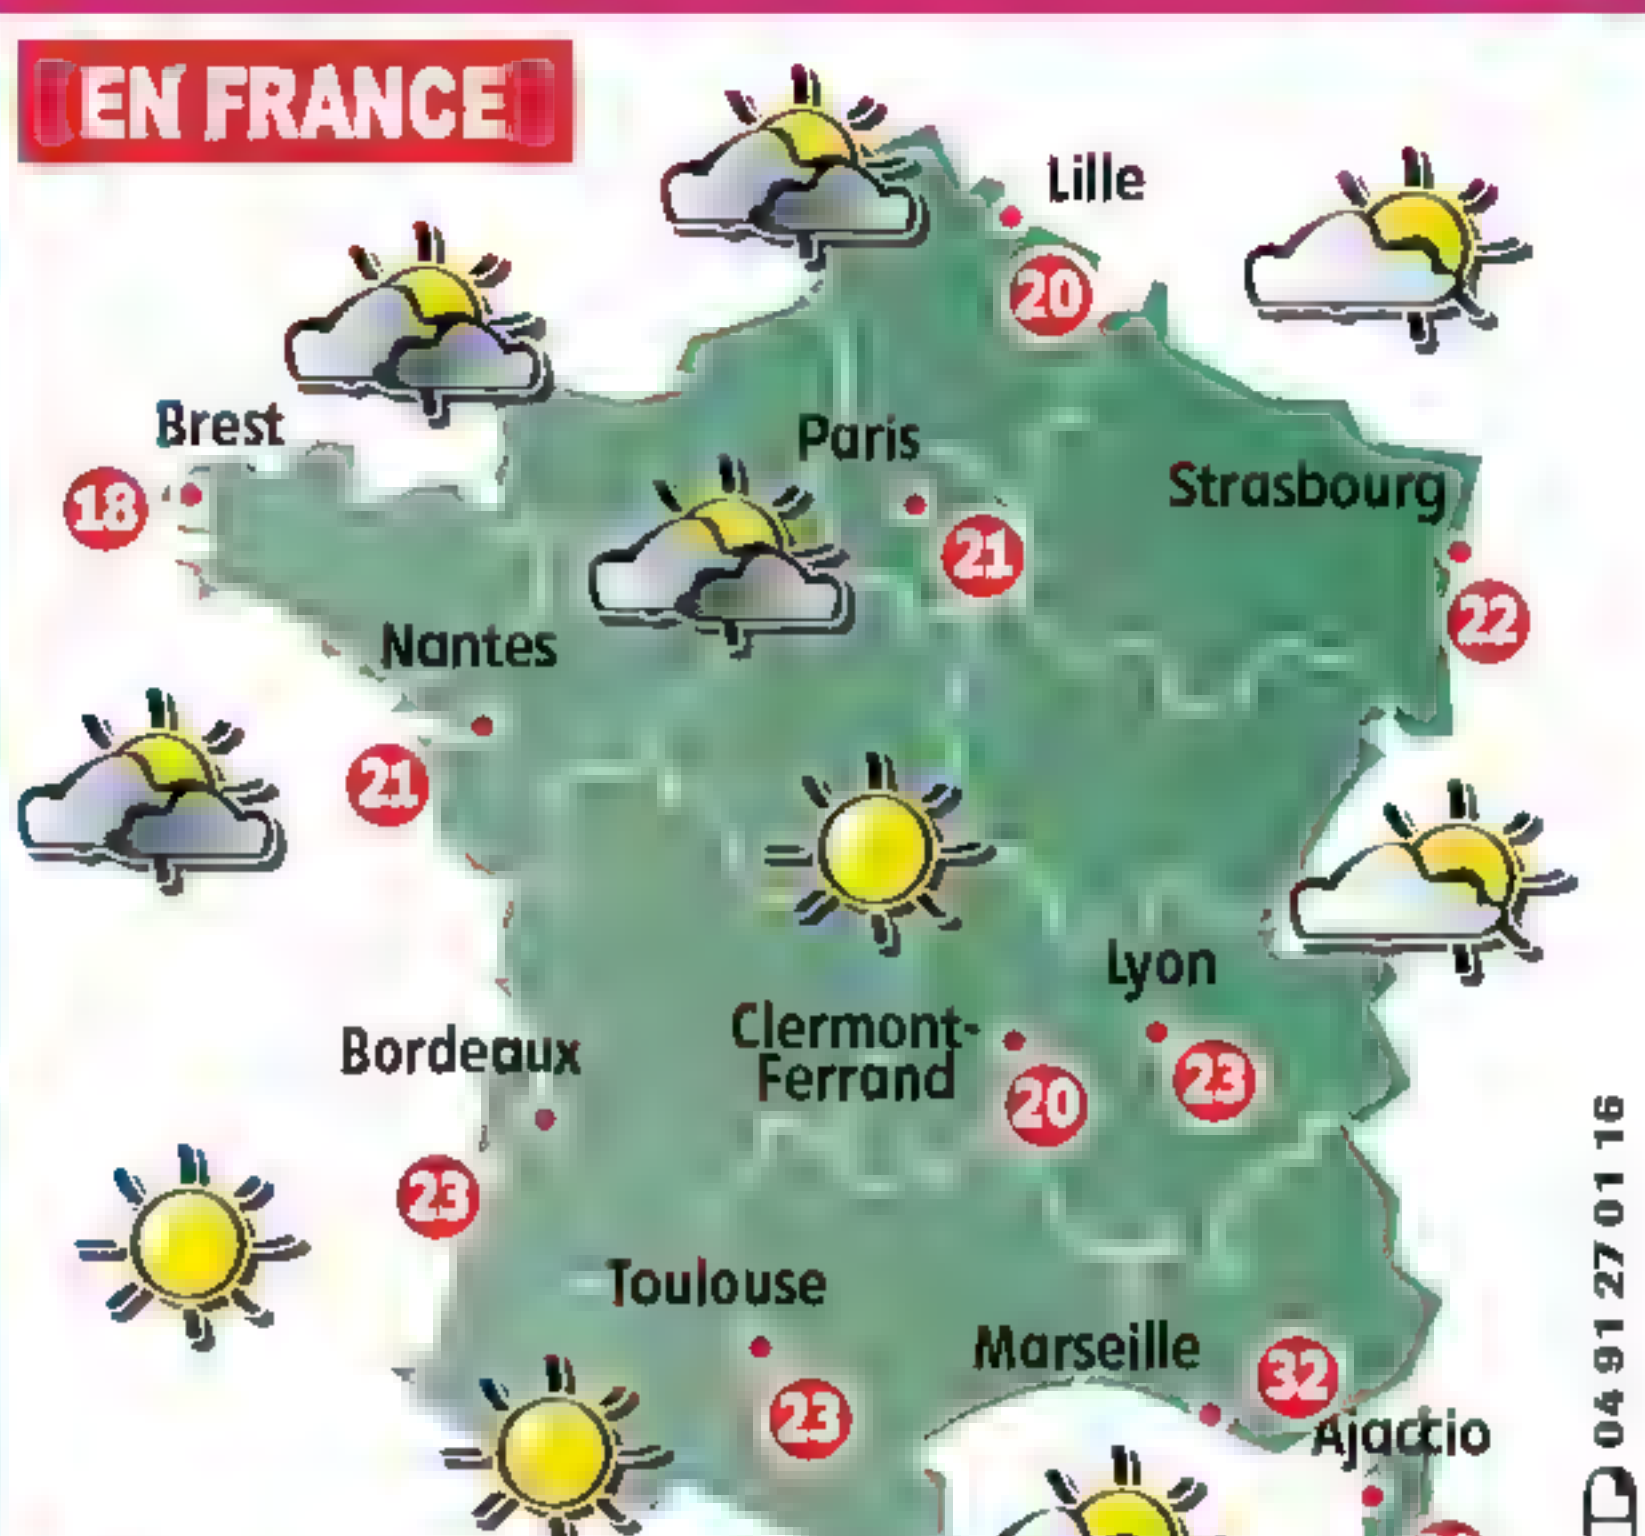 EN FRANCE
Lille
20
Brest
18
Paris
21
Strasbourg
22
Nantes
21
Lyon
23
Clermont-
Ferrand
20
Bordeaux
23
Toulouse
23
Marseille
32
Ajactio
04 91 27 01 16